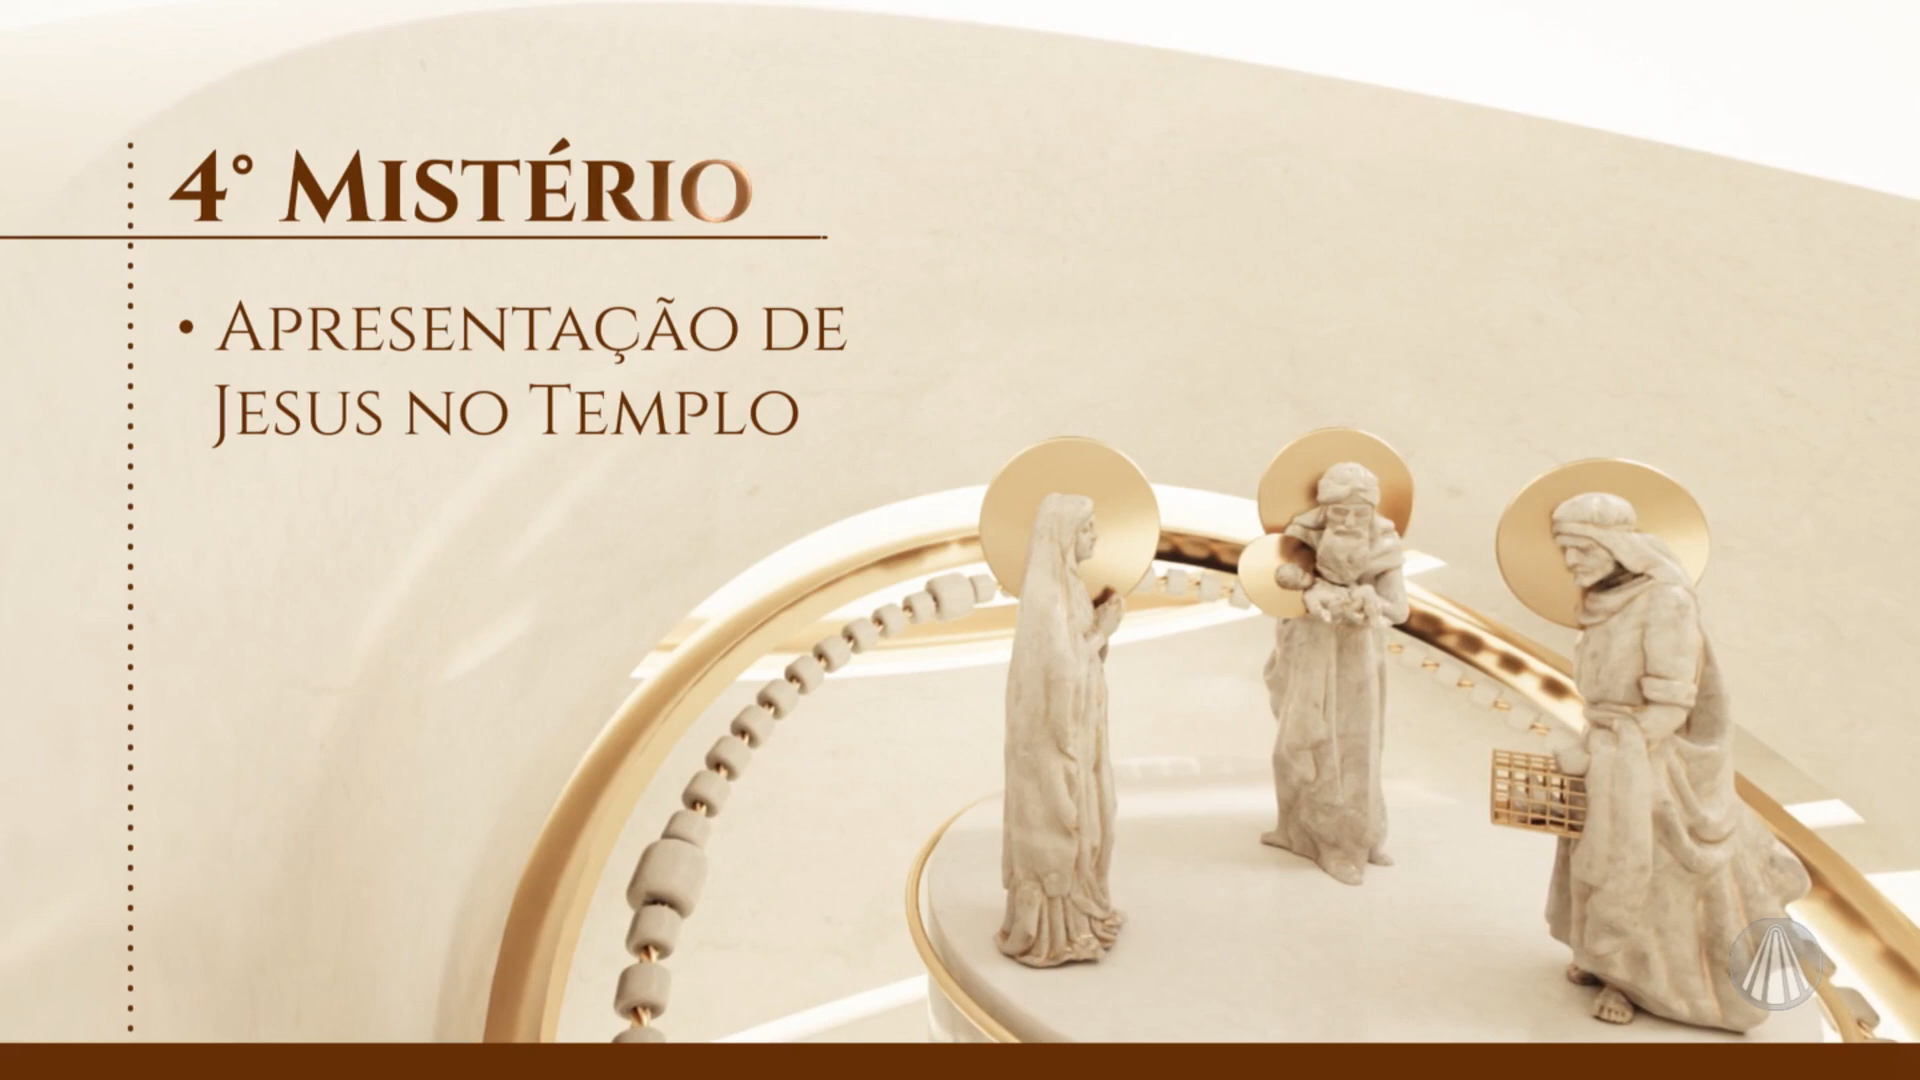 4° Mistério
• Apresentação de
Jesus no Templo